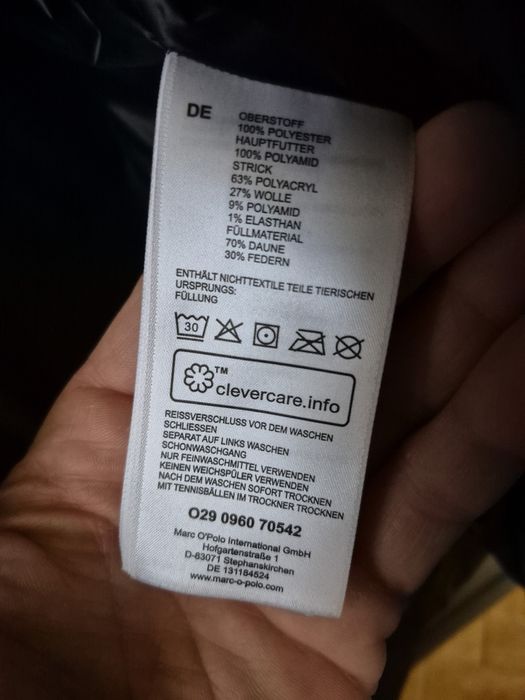 DE
OBERSTOFF
100% POLYESTER
HAUPTFUTTER
100% POLYAMID
STRICK
63% POLYACRYL
27% WOLLE
9% POLYAMID
1% ELASTHAN
FÜLLMATERIAL
70% DAUNE
30% FEDERN
ENTHÄLT NICHTTEXTILE TEILE TIERISCHEN
URSPRUNGS:
FÜLLUNG
30
TM
clevercare.info
REISSVERSCHLUSS VOR DEM WASCHEN
SCHLIESSEN
SEPARAT AUF LINKS WASCHEN
SCHONWASCHGANG
NUR FEINWASCHMITTEL VERWENDEN
KEINEN WEICHSPÜLER VERWENDEN
NACH DEM WASCHEN SOFORT TROCKNEN
MIT TENNISBÄLLEN IM TROCKNER TROCKNEN
O29 0960 70542
Marc O'Polo International GmbH
Hofgartenstraße 1
D-83071 Stephanskirchen
DE 131184524
www.marc-o-polo.com